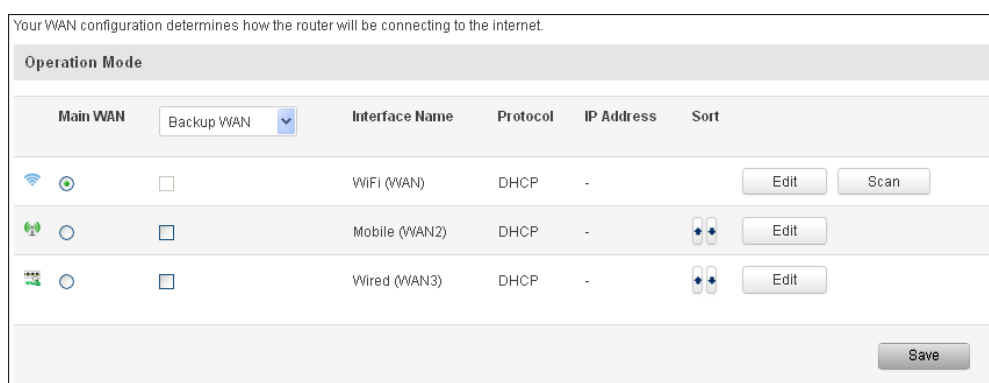 Your WAN configuration determines how the router will be connecting to the internet.
Operation Mode
Main WAN Backup WAN Interface Name Protocol IP Address Sort
WiFi (WAN) DHCP - Edit Scan
Mobile (WAN2) DHCP - Edit
Wired (WAN3) DHCP - Edit
Save